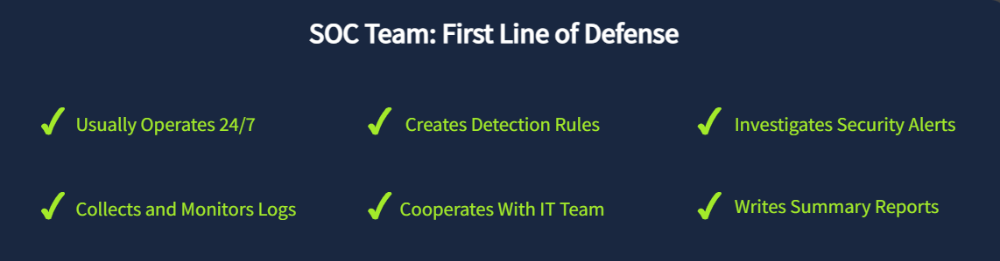 SOC Team: First Line of Defense
Usually Operates 24/7
Creates Detection Rules
Investigates Security Alerts
Collects and Monitors Logs
Cooperates With IT Team
Writes Summary Reports